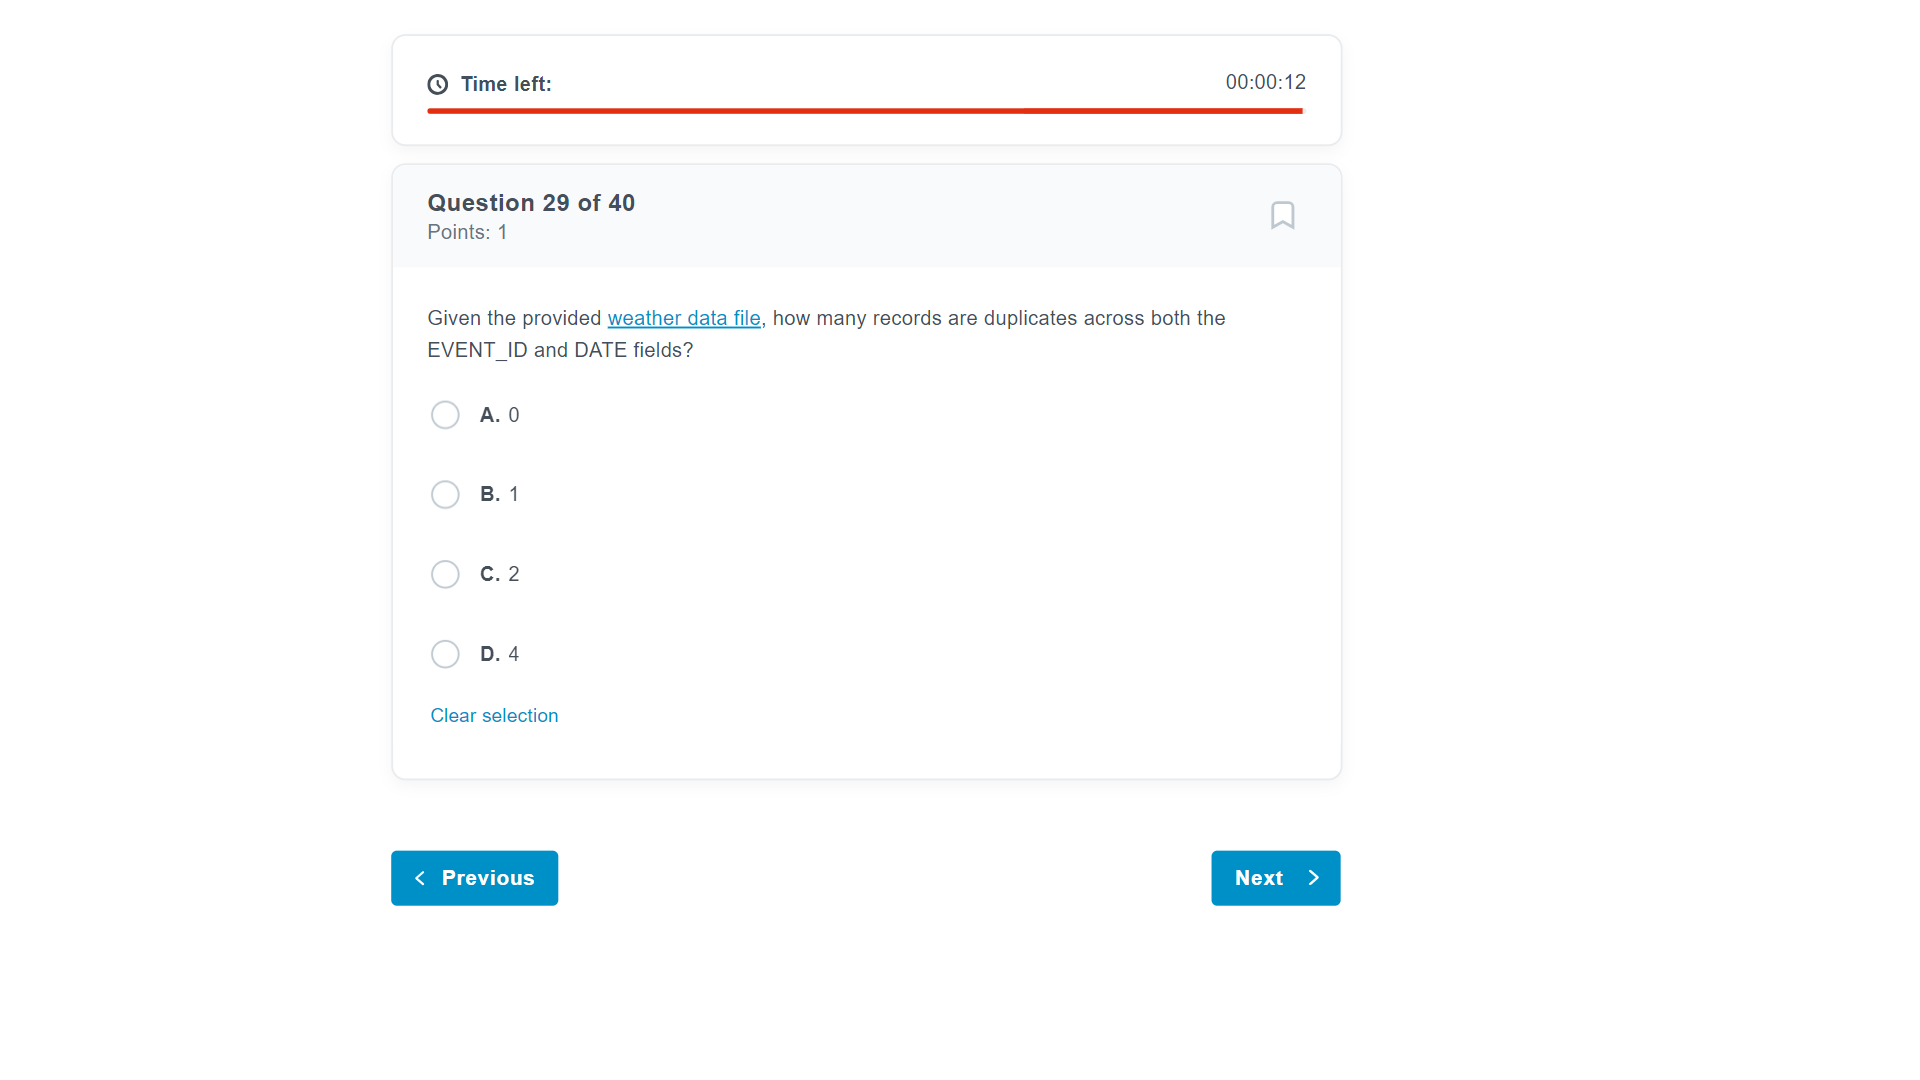 Time left:
00:00:12
Question 29 of 40
Points: 1
Given the provided weather data file, how many records are duplicates across both the
EVENT_ID and DATE fields?
A. 0
B. 1
C. 2
D. 4
Clear selection
Previous
Next